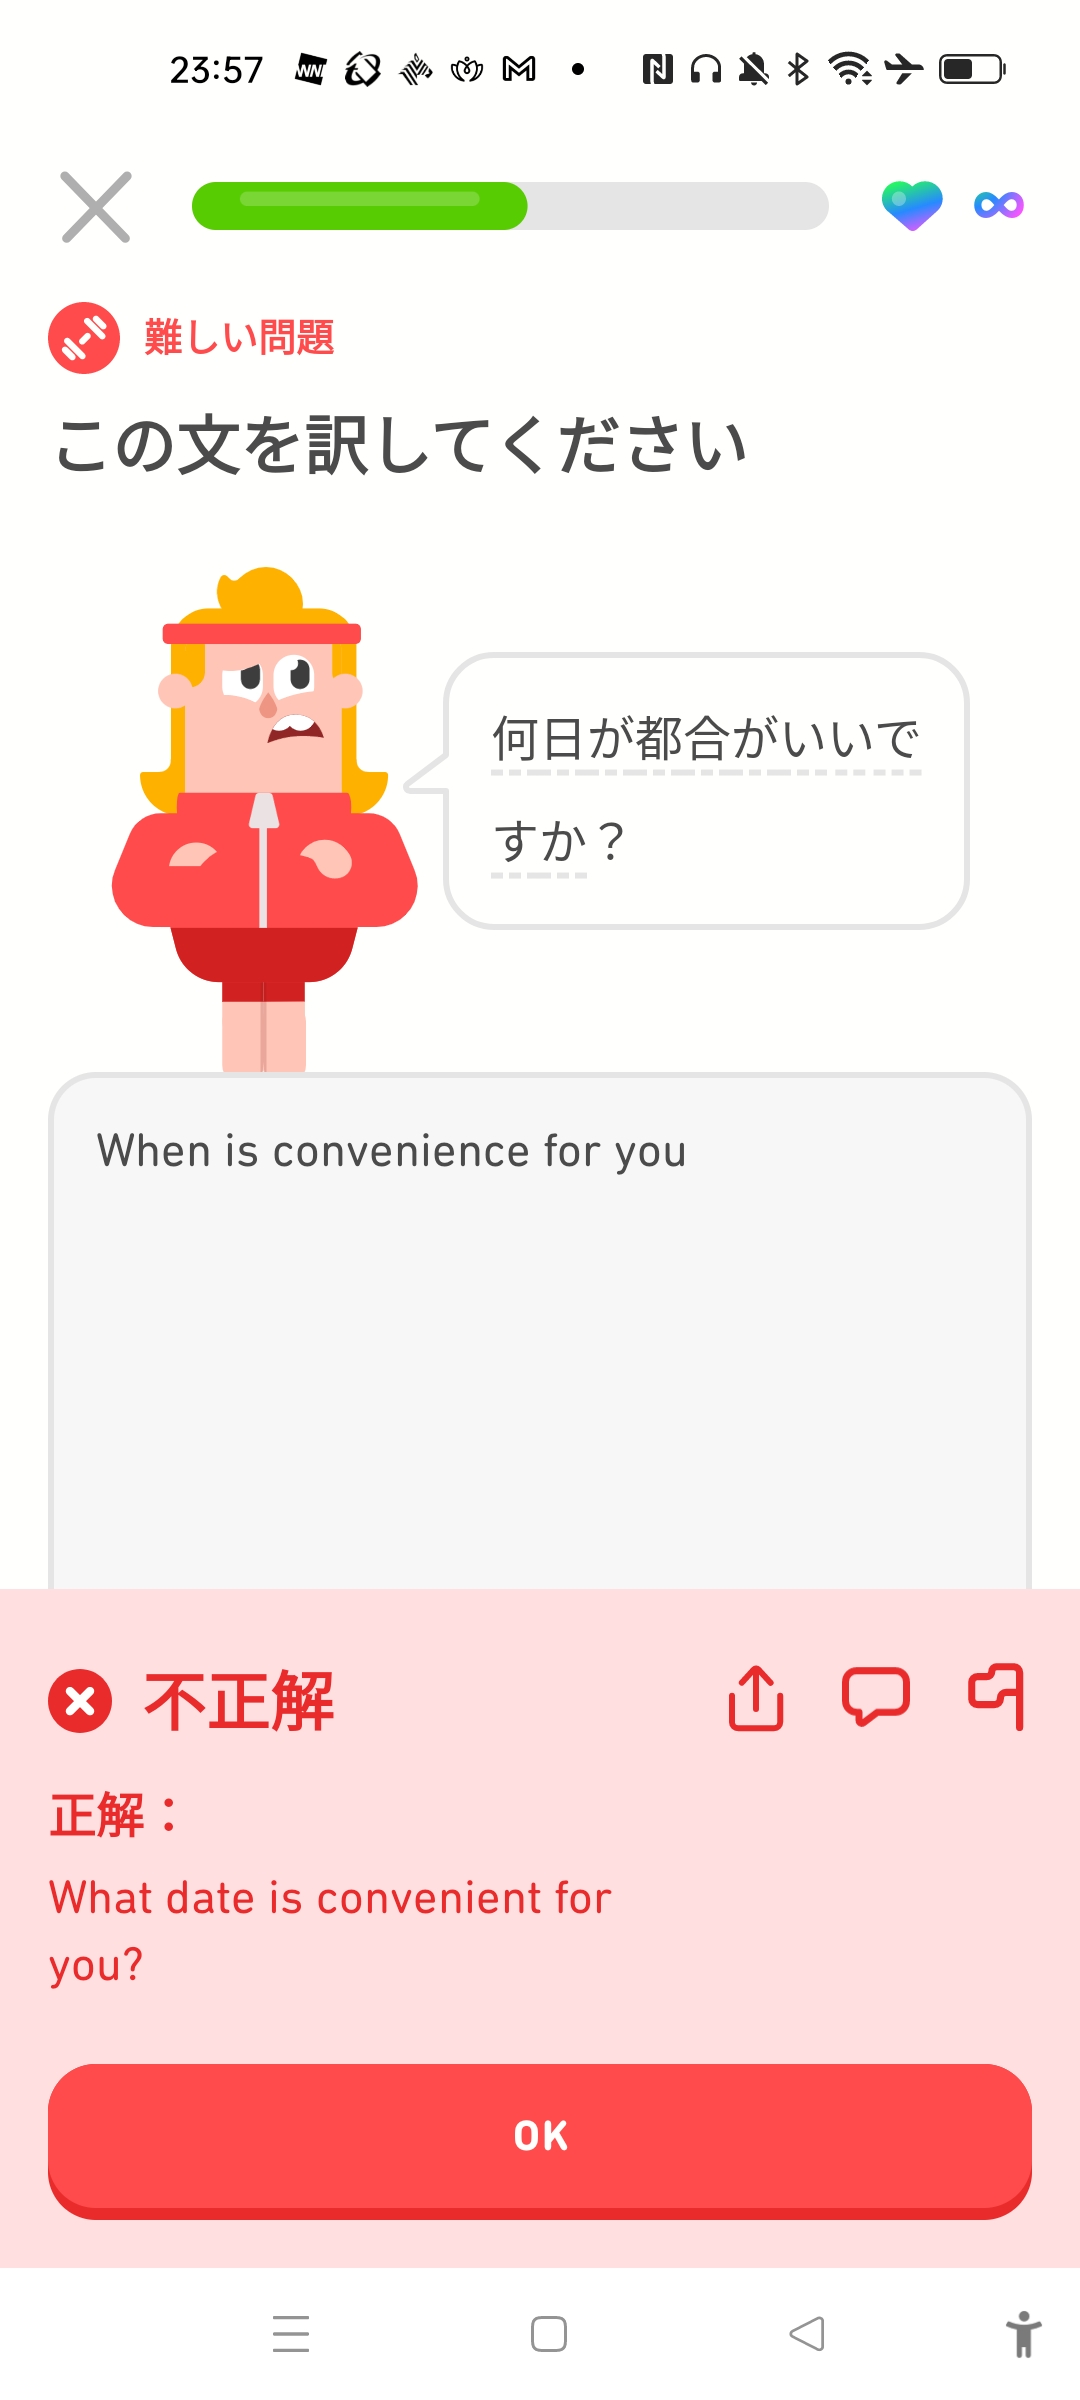 23:57
難しい問題
この文を訳してください
何日が都合がいいで
すか？
When is convenience for you
不正解
正解：
What date is convenient for
you?
OK